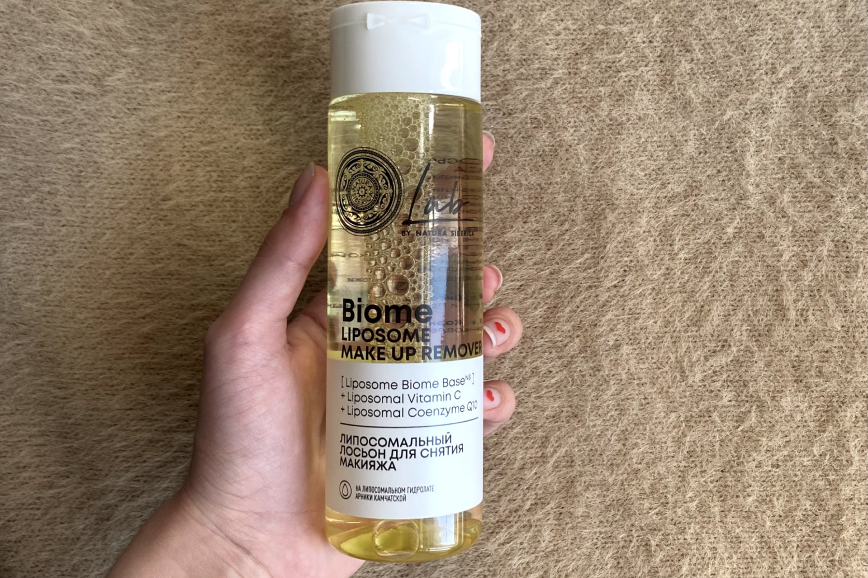 Lab
BY NATURA SIBERICA
Biome
LIPOSOME
MAKE UP REMOVER
[ Liposome Biome Base№ ]
+ Liposomal Vitamin C
+ Liposomal Coenzyme Q10
ЛИПОСОМАЛЬНЫЙ
ЛОСЬОН ДЛЯ СНЯТИЯ
МАКИЯЖА
НА ЛИПОСОМАЛЬНОМ ГИДРОЛАТЕ
АРНИКИ КАМЧАТСКОЙ